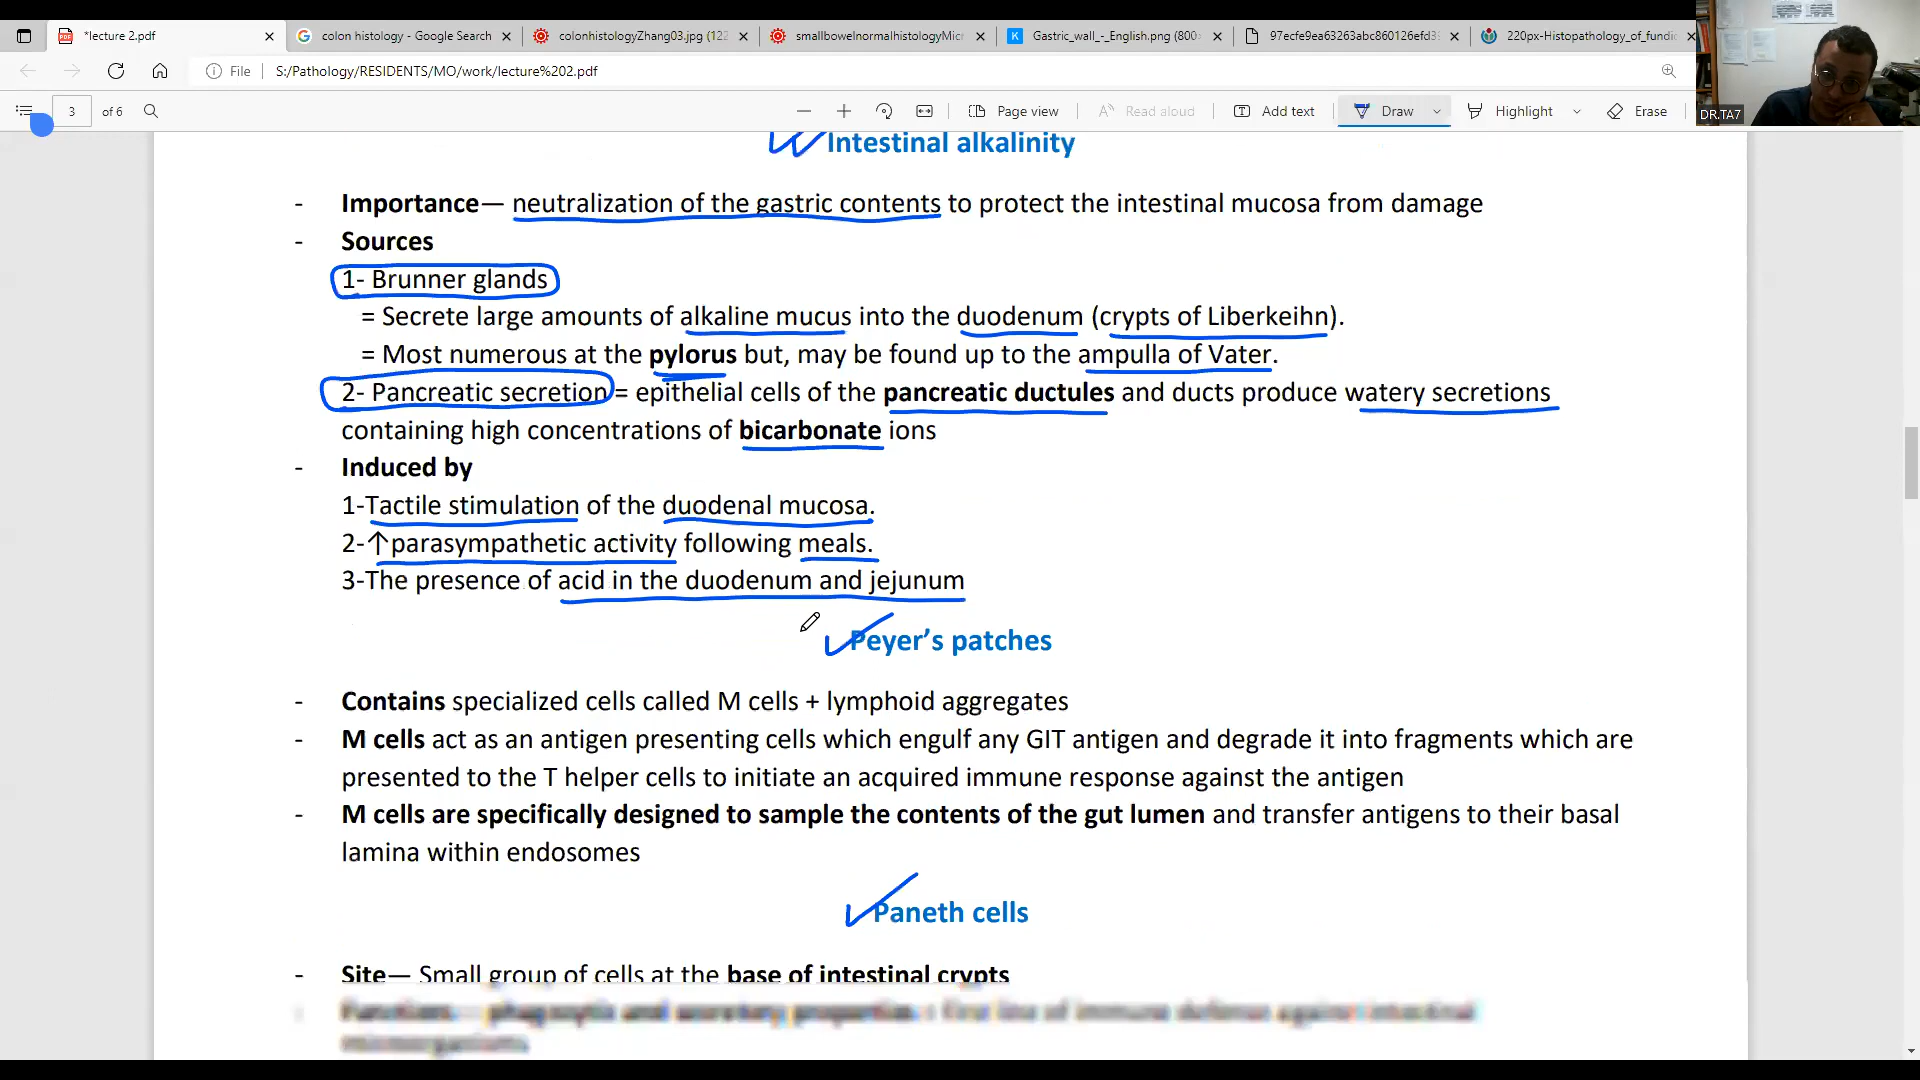 *lecture 2.pdf
colon histology - Google Search
colonhistologyZhang03.jpg (122
smallbowelnormalhistologyMic
Gastric_wall_-_English.png (800×
97ecfe9ea63263abc860126efd3
220px-Histopathology_of_fundi
File S:/Pathology/RESIDENTS/MO/work/lecture%202.pdf
3 of 6
Page view
Read aloud
Add text
Draw
Highlight
Erase
DR.TA7
Intestinal alkalinity
- Importance— neutralization of the gastric contents to protect the intestinal mucosa from damage
- Sources
1- Brunner glands
= Secrete large amounts of alkaline mucus into the duodenum (crypts of Liberkeihn).
= Most numerous at the pylorus but, may be found up to the ampulla of Vater.
2- Pancreatic secretion = epithelial cells of the pancreatic ductules and ducts produce watery secretions
containing high concentrations of bicarbonate ions
- Induced by
1-Tactile stimulation of the duodenal mucosa.
2-↑parasympathetic activity following meals.
3-The presence of acid in the duodenum and jejunum
Peyer’s patches
- Contains specialized cells called M cells + lymphoid aggregates
- M cells act as an antigen presenting cells which engulf any GIT antigen and degrade it into fragments which are
presented to the T helper cells to initiate an acquired immune response against the antigen
- M cells are specifically designed to sample the contents of the gut lumen and transfer antigens to their basal
lamina within endosomes
Paneth cells
- Site— Small group of cells at the base of intestinal crypts